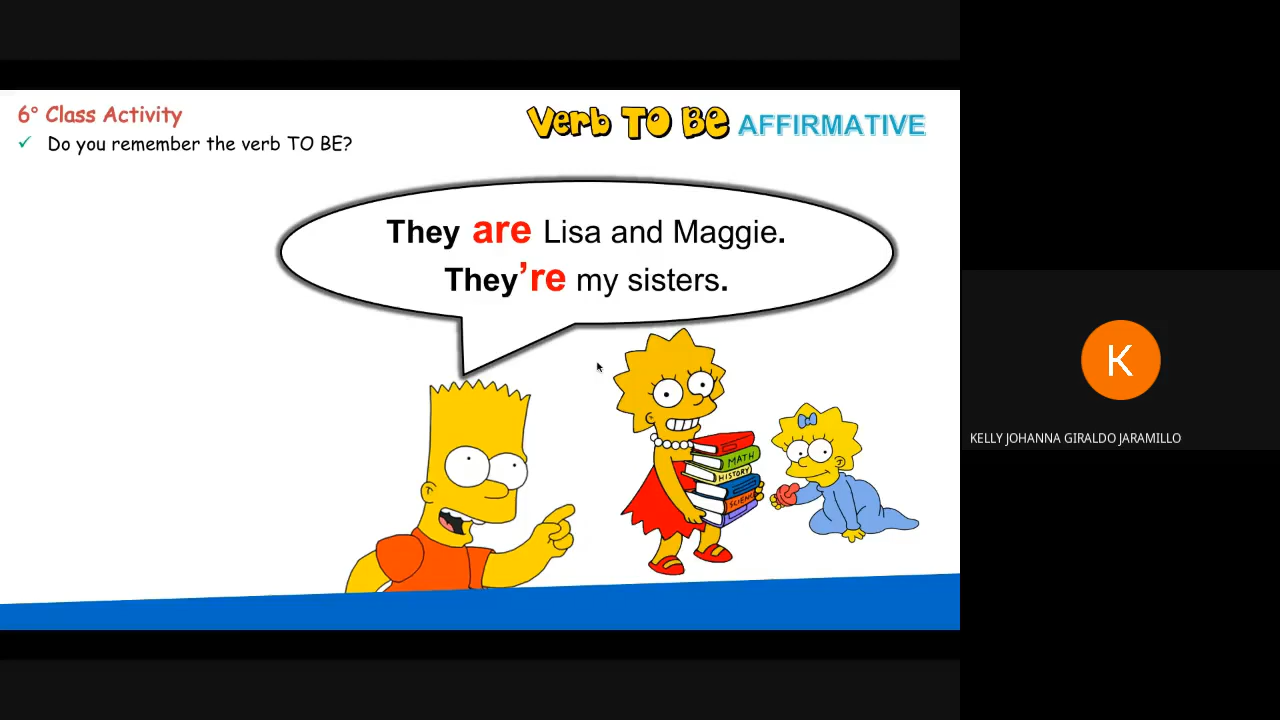 6° Class Activity
✓ Do you remember the verb TO BE?
Verb TO BE AFFIRMATIVE
They are Lisa and Maggie.
They're my sisters.
MATH
HISTORY
SCIENCE
K
KELLY JOHANNA GIRALDO JARAMILLO